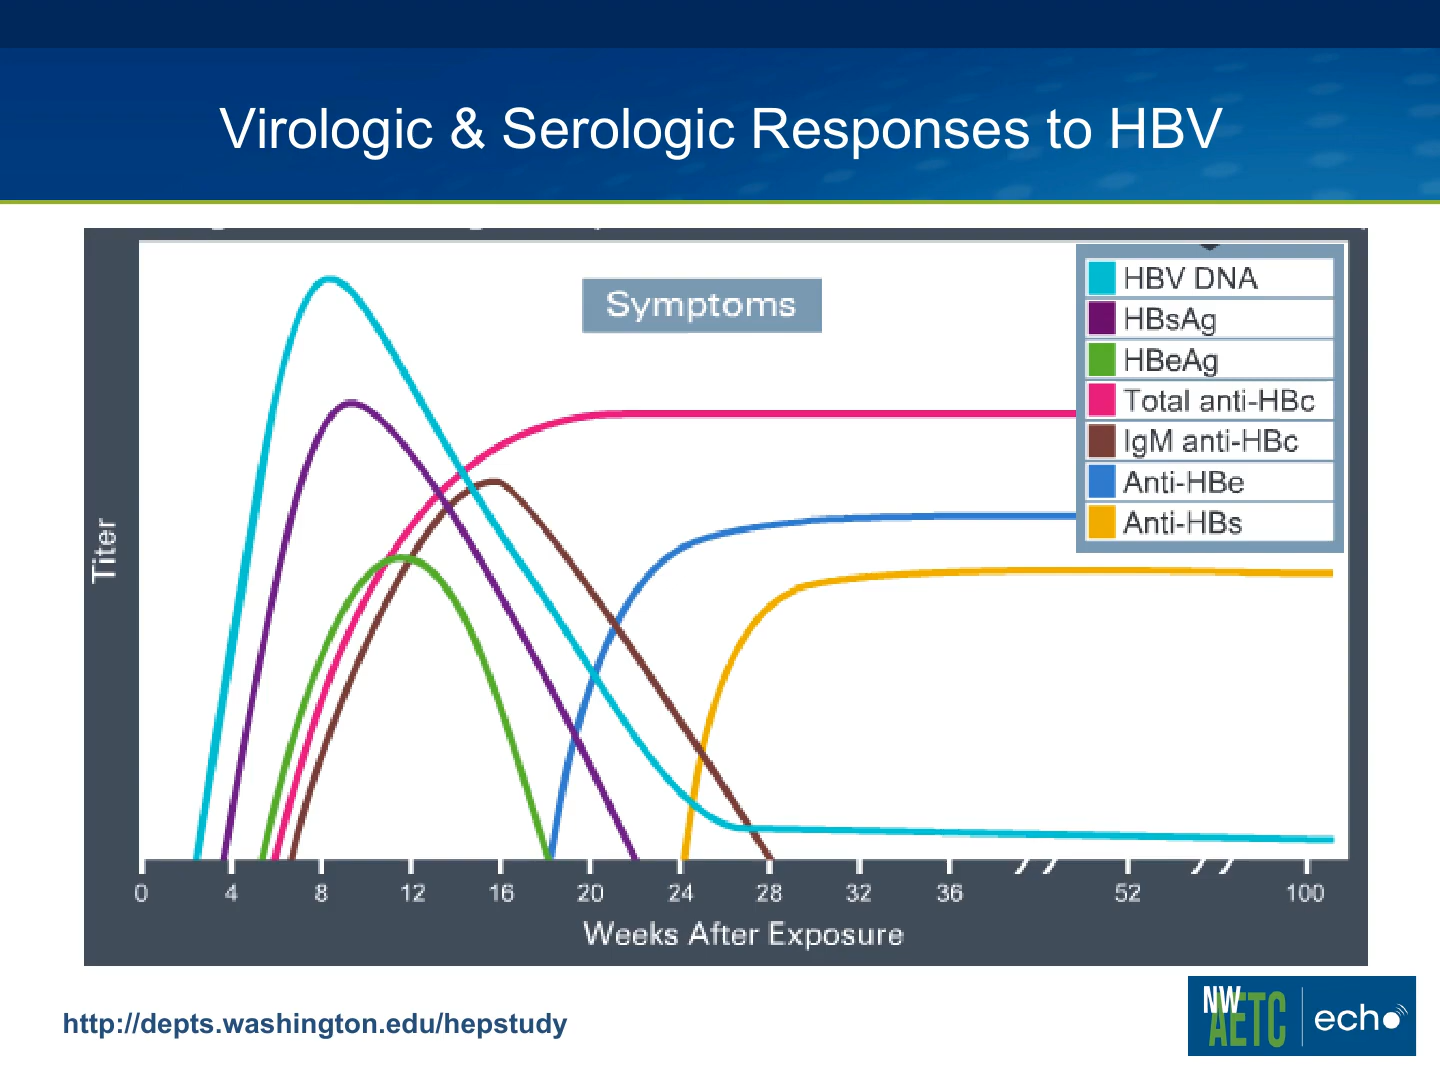 Virologic & Serologic Responses to HBV
Symptoms
HBV DNA
HBsAg
HBeAg
Total anti-HBc
IgM anti-HBc
Anti-HBe
Anti-HBs
Titer
0 4 8 12 16 20 24 28 32 36 52 100
Weeks After Exposure
http://depts.washington.edu/hepstudy
NW
AETC
echo